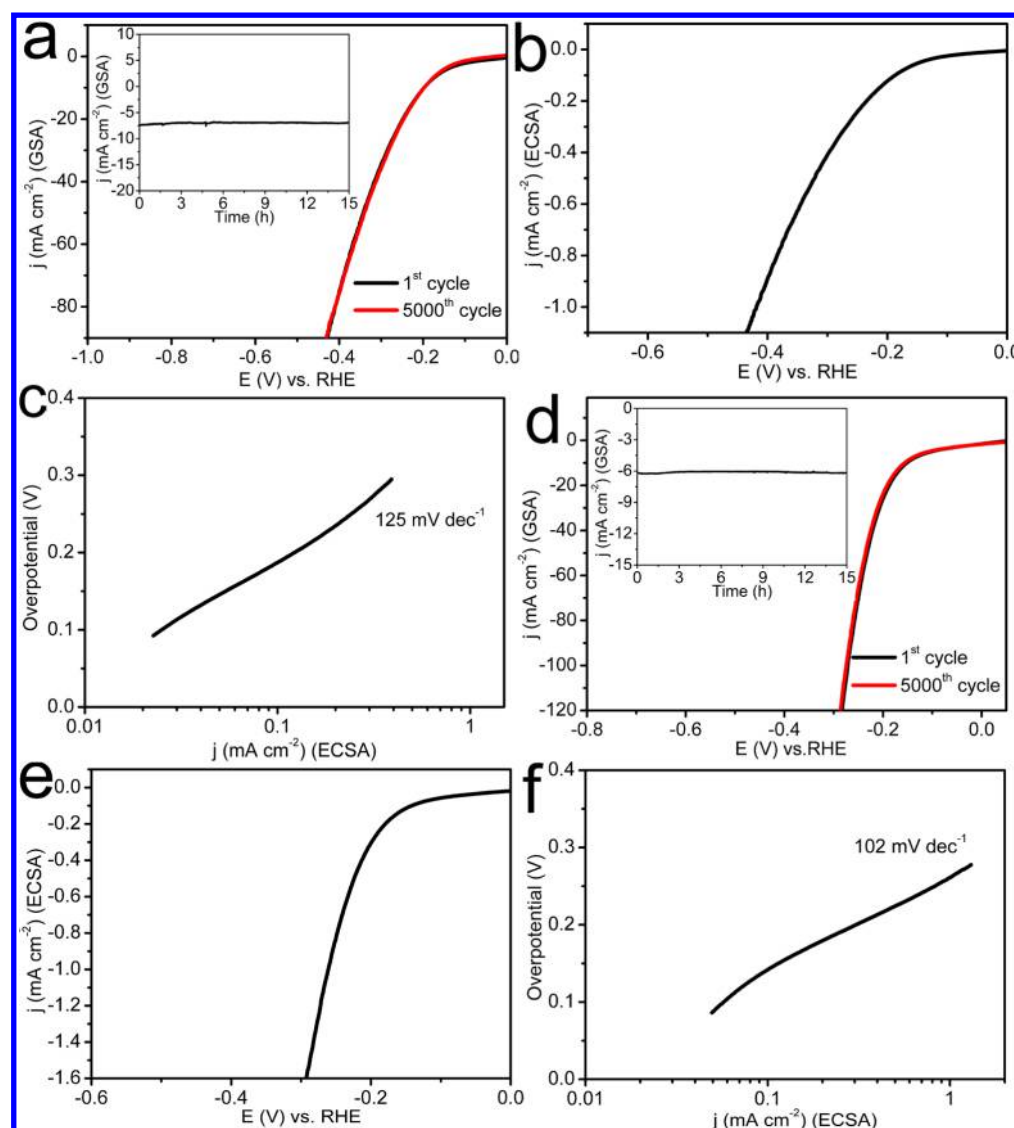 a
10
5
0
-5
-10
-15
-20
j (mA cm⁻²) (GSA)
0 3 6 9 12 15
Time (h)
0
-20
-40
-60
-80
j (mA cm⁻²) (GSA)
1ˢᵗ cycle
5000ᵗʰ cycle
-1.0 -0.8 -0.6 -0.4 -0.2 0.0
E (V) vs. RHE
b
0.0
-0.2
-0.4
-0.6
-0.8
-1.0
j (mA cm⁻²) (ECSA)
-0.6 -0.4 -0.2 0.0
E (V) vs. RHE
c
0.4
0.3
0.2
0.1
0.0
Overpotential (V)
125 mV dec⁻¹
0.01 0.1 1
j (mA cm⁻²) (ECSA)
d
0
-3
-6
-9
-12
-15
j (mA cm⁻²) (GSA)
0 3 6 9 12 15
Time (h)
0
-20
-40
-60
-80
-100
-120
j (mA cm⁻²) (GSA)
1ˢᵗ cycle
5000ᵗʰ cycle
-0.8 -0.6 -0.4 -0.2 0.0
E (V) vs.RHE
e
0.0
-0.2
-0.4
-0.6
-0.8
-1.0
-1.2
-1.4
-1.6
j (mA cm⁻²) (ECSA)
-0.6 -0.4 -0.2 0.0
E (V) vs. RHE
f
0.4
0.3
0.2
0.1
0.0
Overpotential (V)
102 mV dec⁻¹
0.01 0.1 1
j (mA cm⁻²) (ECSA)